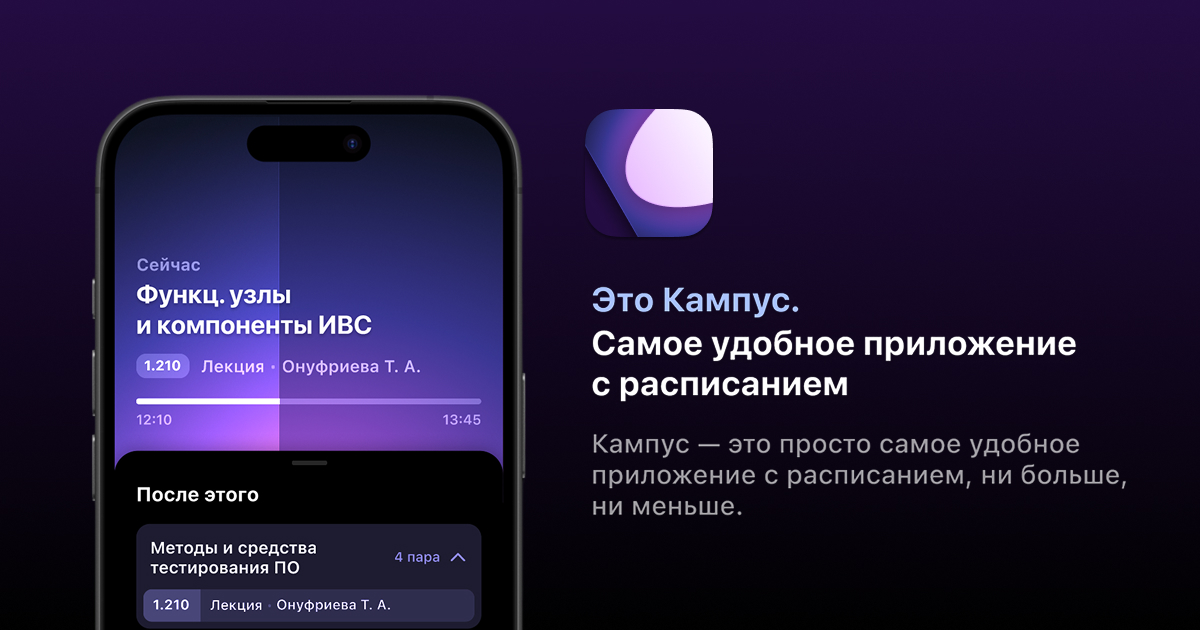 Сейчас
Функц. узлы
и компоненты ИВС
1.210 Лекция · Онуфриева Т. А.
12:10 13:45
После этого
Методы и средства
тестирования ПО
4 пара
1.210 Лекция · Онуфриева Т. А.
Это Кампус.
Самое удобное приложение
с расписанием
Кампус — это просто самое удобное
приложение с расписанием, ни больше,
ни меньше.